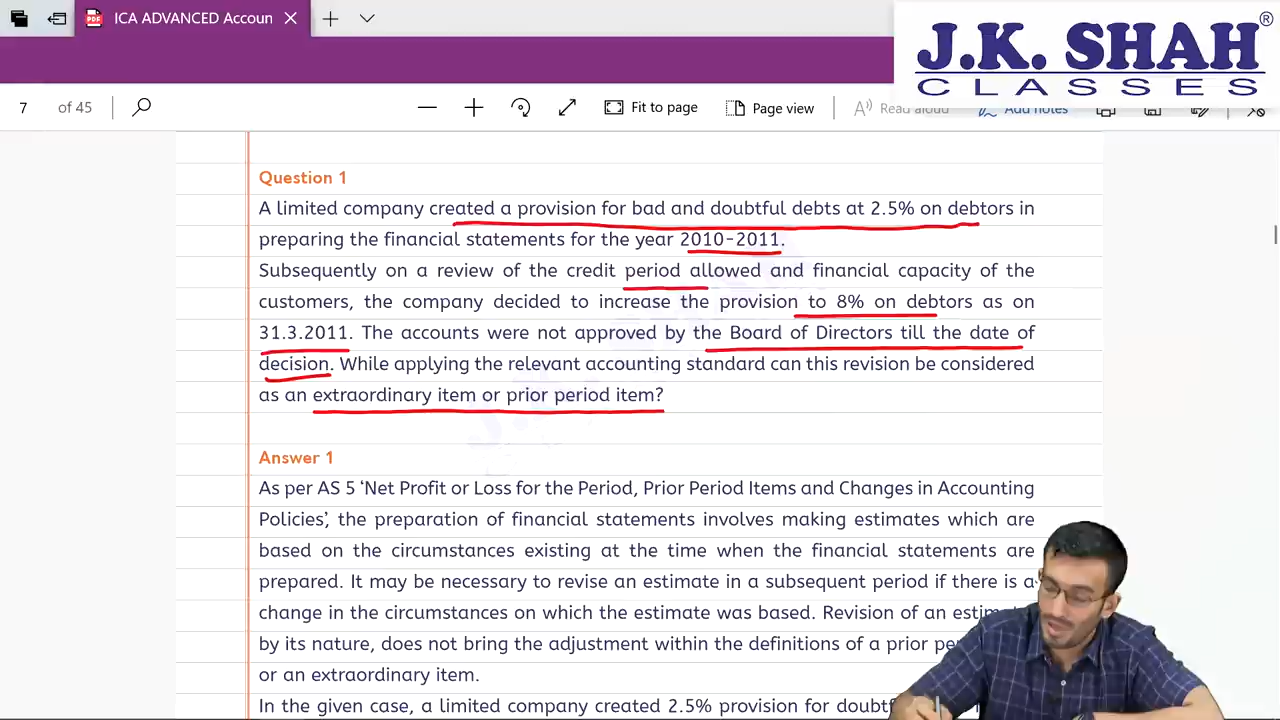 ICA ADVANCED Accoun
J.K. SHAH®
CLASSES
7 of 45
Fit to page
Page view
Read aloud
Add notes
Question 1
A limited company created a provision for bad and doubtful debts at 2.5% on debtors in
preparing the financial statements for the year 2010-2011.
Subsequently on a review of the credit period allowed and financial capacity of the
customers, the company decided to increase the provision to 8% on debtors as on
31.3.2011. The accounts were not approved by the Board of Directors till the date of
decision. While applying the relevant accounting standard can this revision be considered
as an extraordinary item or prior period item?
Answer 1
As per AS 5 ‘Net Profit or Loss for the Period, Prior Period Items and Changes in Accounting
Policies’, the preparation of financial statements involves making estimates which are
based on the circumstances existing at the time when the financial statements are
prepared. It may be necessary to revise an estimate in a subsequent period if there is a
change in the circumstances on which the estimate was based. Revision of an
by its nature, does not bring the adjustment within the definitions of a prior
or an extraordinary item.
In the given case, a limited company created 2.5% provision for